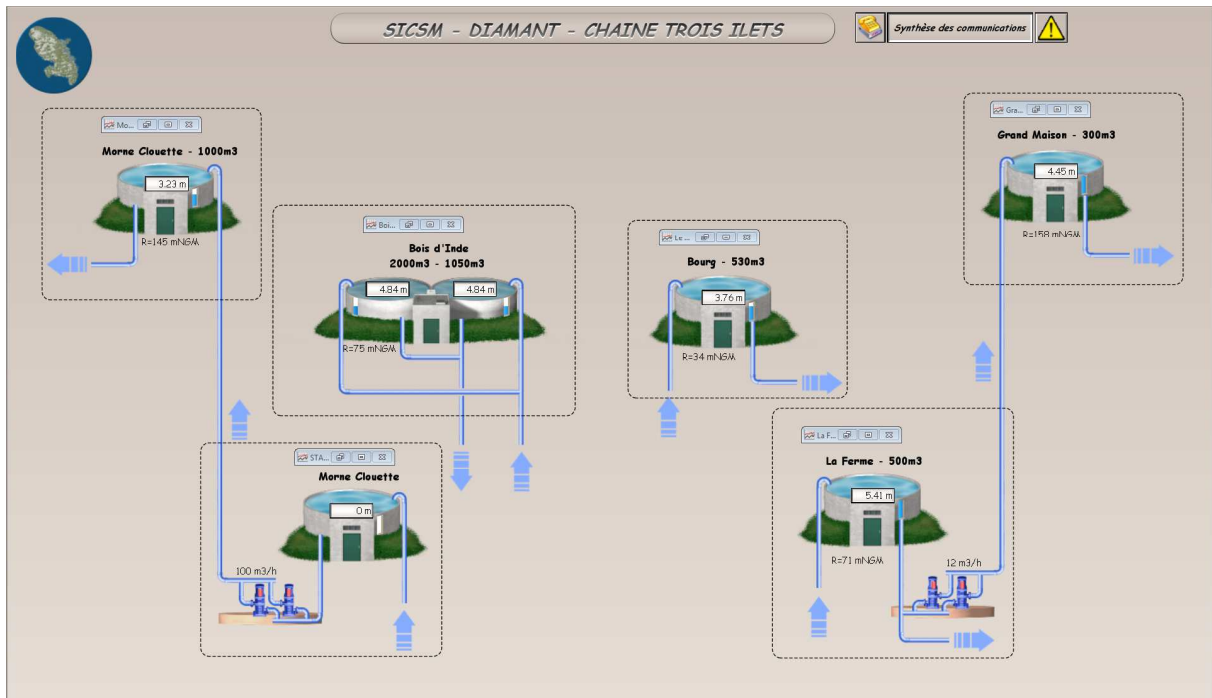 SICSM - DIAMANT - CHAINE TROIS ILETS
Synthèse des communications
Mo...
Morne Clouette - 1000m3
3.23 m
R=145 mNGM
Boi...
Bois d'Inde
2000m3 - 1050m3
4.84 m
4.84 m
R=75 mNGM
Le ...
Bourg - 530m3
3.76 m
R=34 mNGM
Gra...
Grand Maison - 300m3
4.45 m
R=158 mNGM
STA...
Morne Clouette
0 m
100 m3/h
La F...
La Ferme - 500m3
5.41 m
R=71 mNGM
12 m3/h